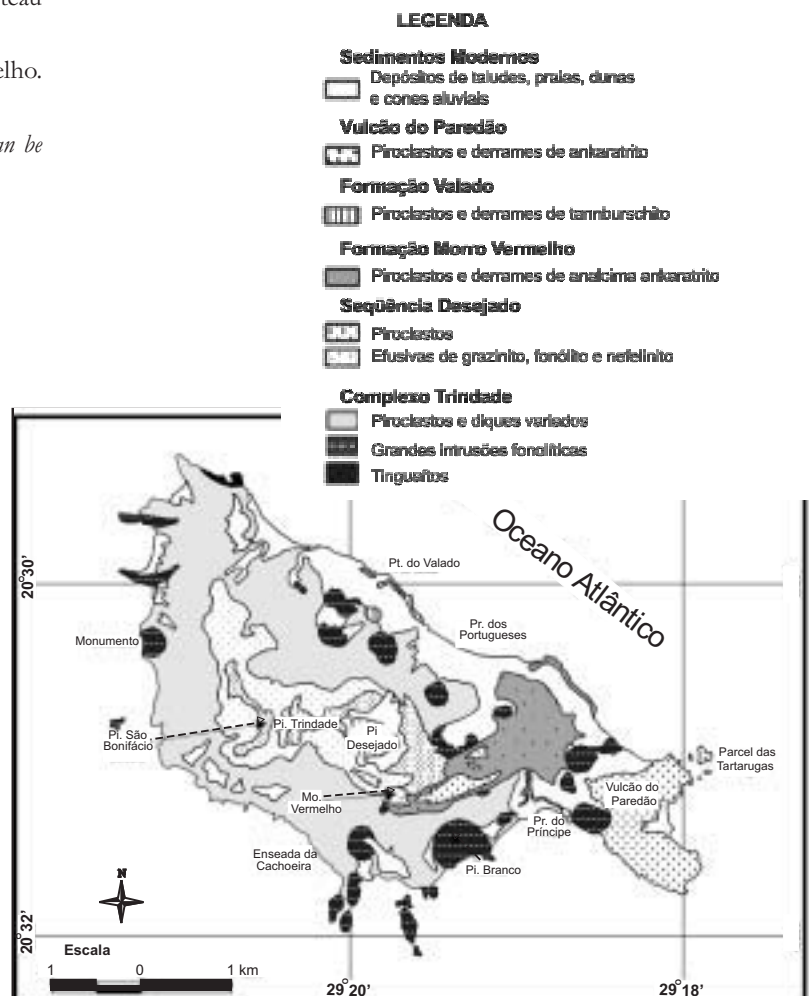 tead
elho.
an be
LEGENDA
Sedimentos Modernos
Depósitos de taludes, praias, dunas
e cones aluviais
Vulcão do Paredão
Piroclastos e derrames de ankaratrito
Formação Valado
Piroclastos e derrames de tannburschito
Formação Morro Vermelho
Piroclastos e derrames de analcima ankaratrito
Seqüência Desejado
Piroclastos
Efusivas de grazinito, fonólito e nefelinito
Complexo Trindade
Piroclastos e diques variados
Grandes intrusões fonolíticas
Tinguaítos
Oceano Atlântico
20°30'
Pt. do Valado
Pr. dos
Portugueses
Monumento
Pi. São
Bonifácio
Pi. Trindade
Pi
Desejado
Parcel das
Tartarugas
Vulcão do
Paredão
Mo.
Vermelho
Pr. do
Príncipe
Enseada da
Cachoeira
Pi. Branco
N
20°32'
Escala
1 0 1 km
29°20'
29°18'